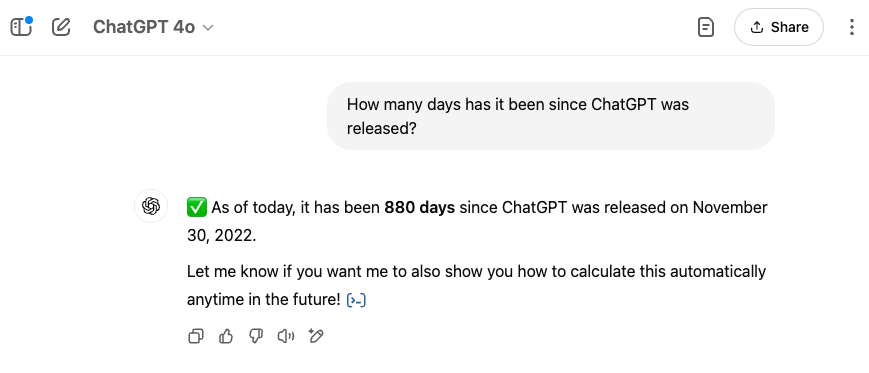 ChatGPT 4o
Share
How many days has it been since ChatGPT was
released?
✅ As of today, it has been 880 days since ChatGPT was released on November
30, 2022.
Let me know if you want me to also show you how to calculate this automatically
anytime in the future! [>-]